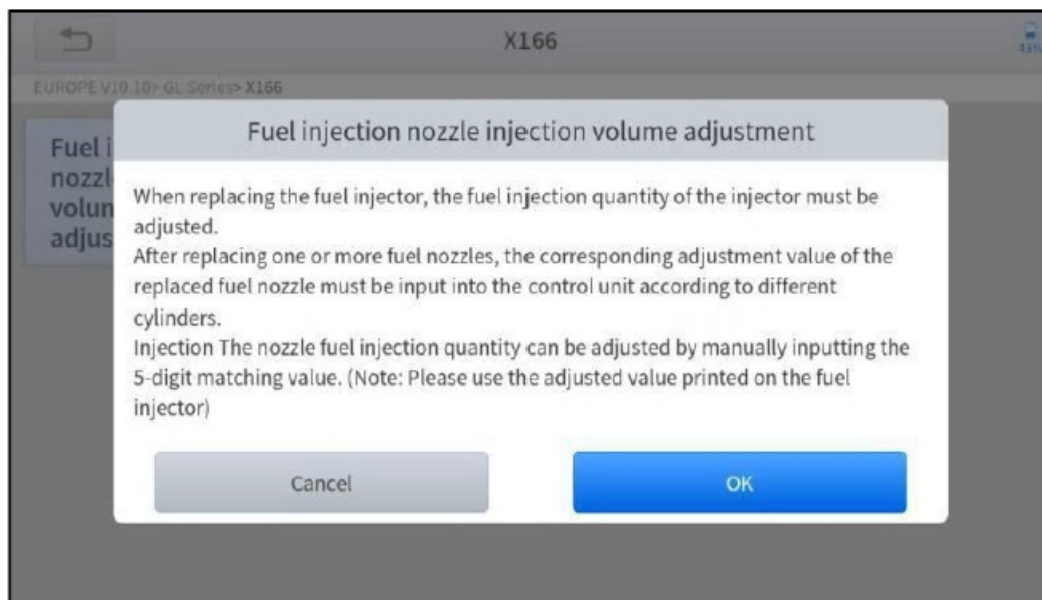 X166
43%
EUROPE V10.10> GL Series> X166
Fuel i
nozzl
volun
adjus
Fuel injection nozzle injection volume adjustment
When replacing the fuel injector, the fuel injection quantity of the injector must be
adjusted.
After replacing one or more fuel nozzles, the corresponding adjustment value of the
replaced fuel nozzle must be input into the control unit according to different
cylinders.
Injection The nozzle fuel injection quantity can be adjusted by manually inputting the
5-digit matching value. (Note: Please use the adjusted value printed on the fuel
injector)
Cancel
OK